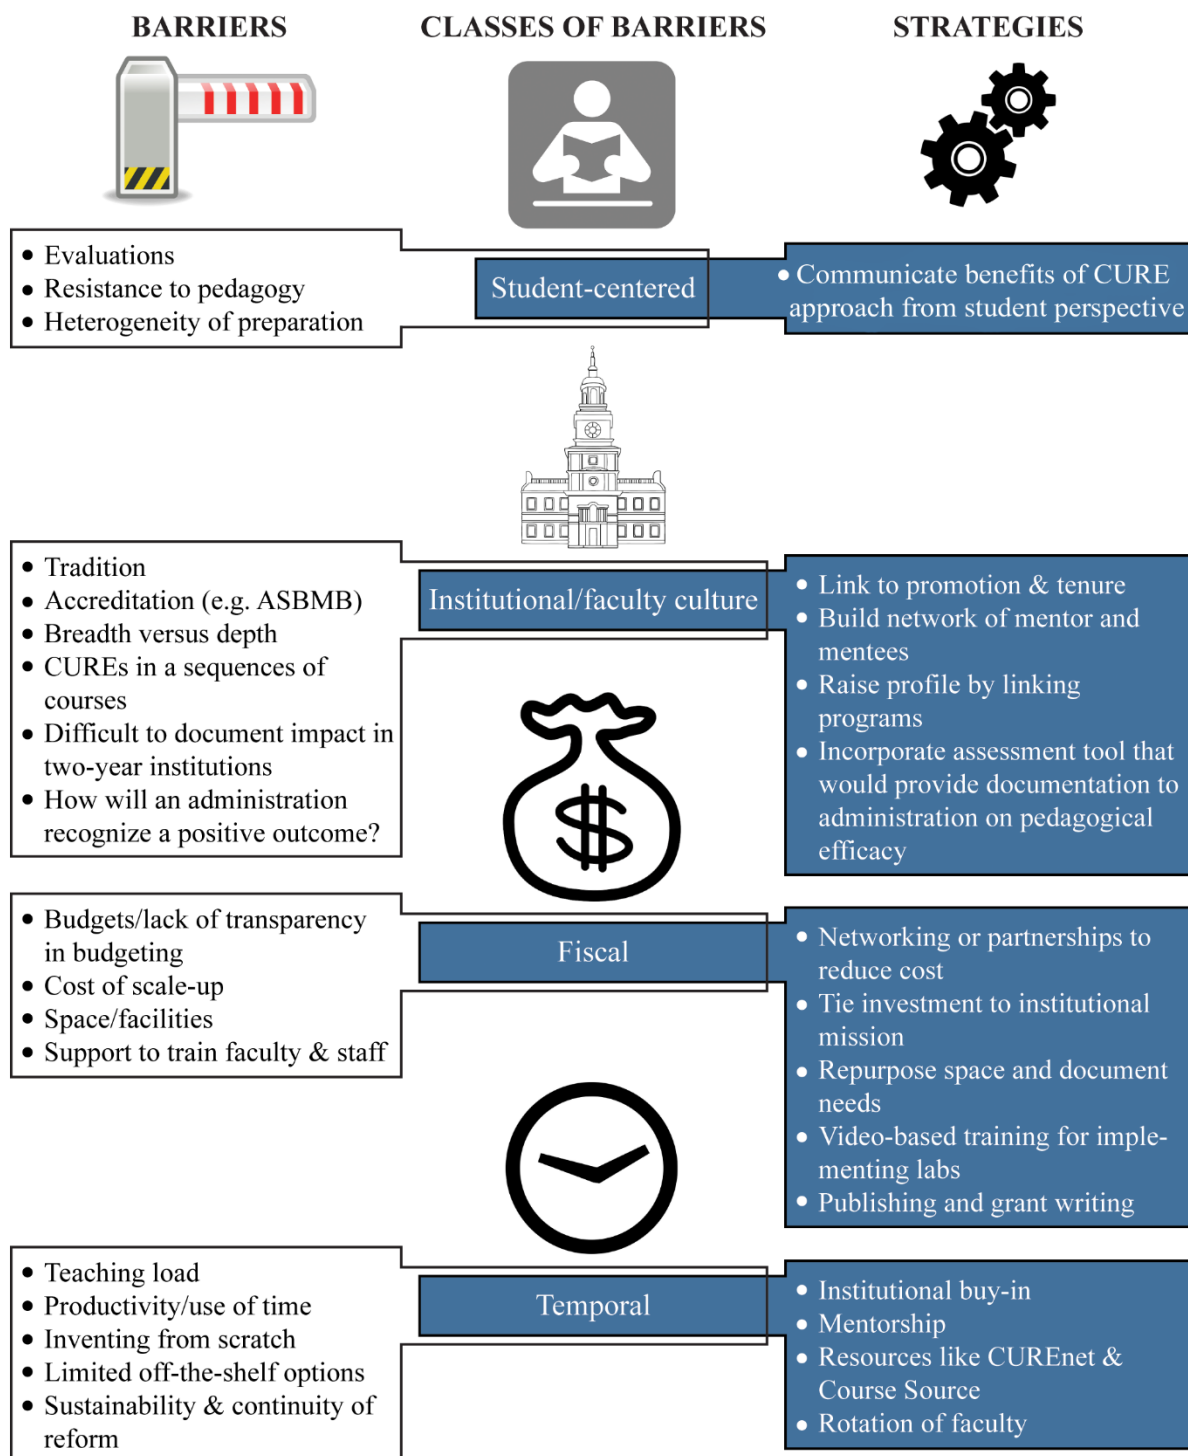 BARRIERS
CLASSES OF BARRIERS
STRATEGIES
• Evaluations
• Resistance to pedagogy
• Heterogeneity of preparation
Student-centered
• Communicate benefits of CURE
approach from student perspective
• Tradition
• Accreditation (e.g. ASBMB)
• Breadth versus depth
• CUREs in a sequences of
courses
• Difficult to document impact in
two-year institutions
• How will an administration
recognize a positive outcome?
Institutional/faculty culture
• Link to promotion & tenure
• Build network of mentor and
mentees
• Raise profile by linking
programs
• Incorporate assessment tool that
would provide documentation to
administration on pedagogical
efficacy
$
• Budgets/lack of transparency
in budgeting
• Cost of scale-up
• Space/facilities
• Support to train faculty & staff
Fiscal
• Networking or partnerships to
reduce cost
• Tie investment to institutional
mission
• Repurpose space and document
needs
• Video-based training for imple-
menting labs
• Publishing and grant writing
• Teaching load
• Productivity/use of time
• Inventing from scratch
• Limited off-the-shelf options
• Sustainability & continuity of
reform
Temporal
• Institutional buy-in
• Mentorship
• Resources like CUREnet &
Course Source
• Rotation of faculty